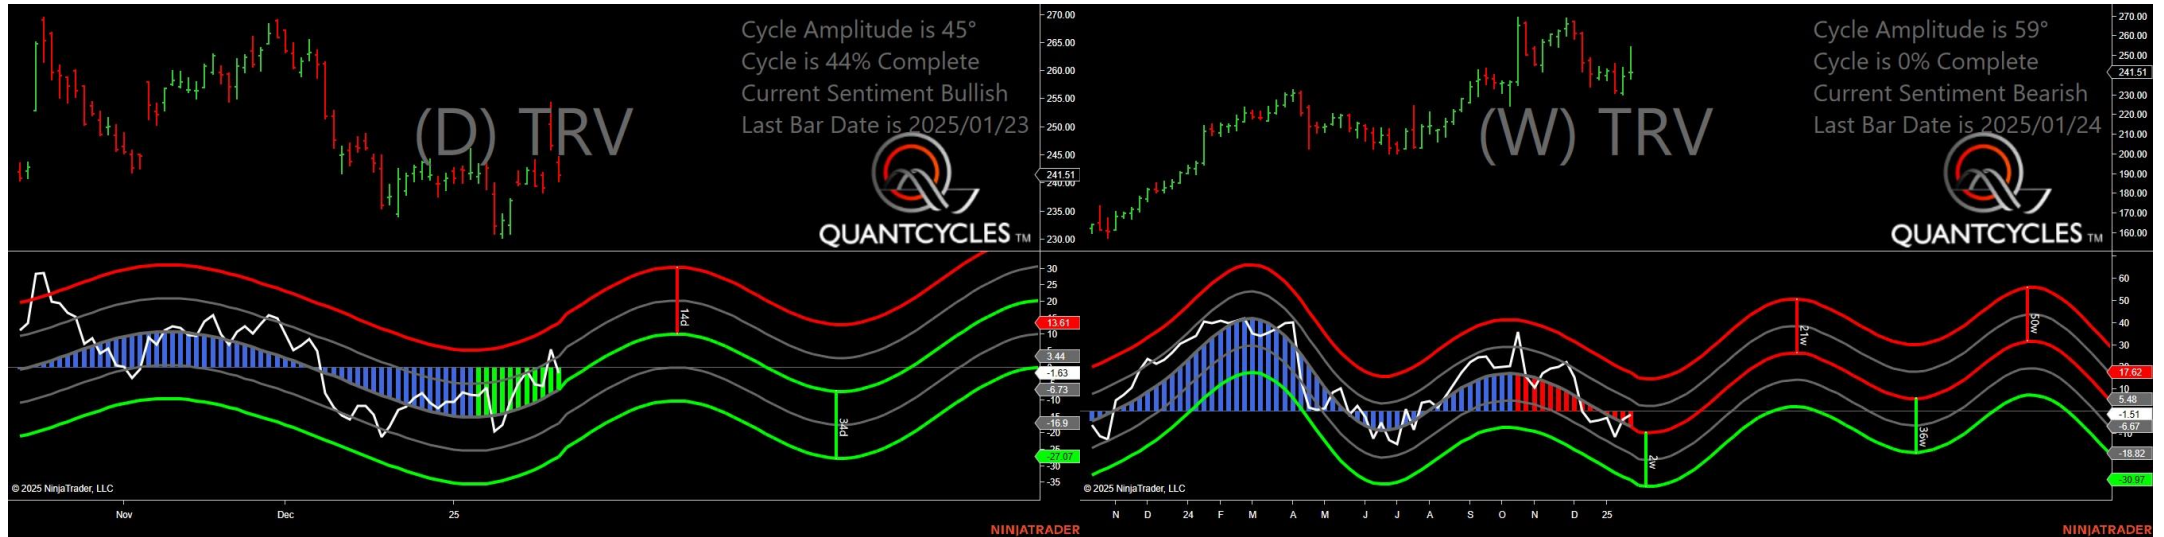 Cycle Amplitude is 45°
Cycle is 44% Complete
Current Sentiment Bullish
Last Bar Date is 2025/01/23
(D) TRV
QUANTCYCLES TM
270.00
265.00
260.00
255.00
250.00
245.00
241.51
240.00
235.00
230.00
30
25
20
15
13.61
10
5
3.44
-1.63
-6.73
-10
-16.9
-20
-27.07
-30
-35
14d
34d
© 2025 NinjaTrader, LLC
Nov Dec 25
NINJATRADER
Cycle Amplitude is 59°
Cycle is 0% Complete
Current Sentiment Bearish
Last Bar Date is 2025/01/24
(W) TRV
QUANTCYCLES TM
270.00
260.00
250.00
241.51
230.00
220.00
210.00
200.00
190.00
180.00
170.00
160.00
60
50
40
30
17.62
10
5.48
-1.51
-6.67
-10
-18.82
-30.97
2w
21w
36w
50w
© 2025 NinjaTrader, LLC
N D 24 F M A M J J A S O N D 25
NINJATRADER